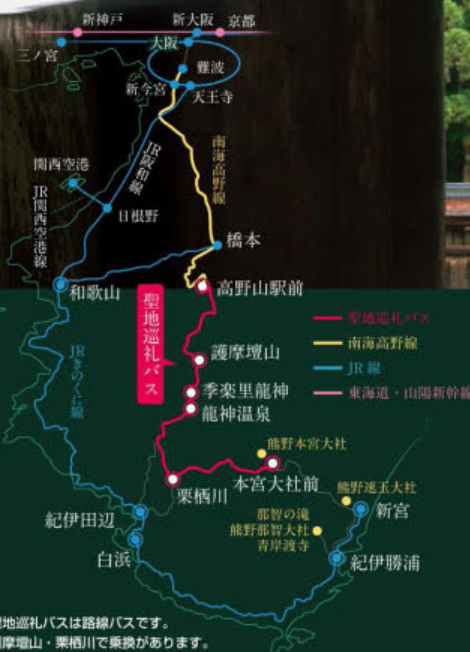 新神戸
新大阪
京都
三ノ宮
大阪
難波
新今宮
天王寺
関西空港
JR阪和線
南海高野線
JR関西空港線
日根野
橋本
和歌山
高野山駅前
聖地巡礼バス
聖地巡礼バス
南海高野線
JR線
東海道・山陽新幹線
護摩壇山
季楽里龍神
龍神温泉
JRきのくに線
熊野本宮大社
本宮大社前
栗栖川
熊野速玉大社
新宮
那智の滝
熊野那智大社
青岸渡寺
紀伊田辺
白浜
紀伊勝浦
地巡礼バスは路線バスです。
摩壇山・栗栖川で乗換があります。